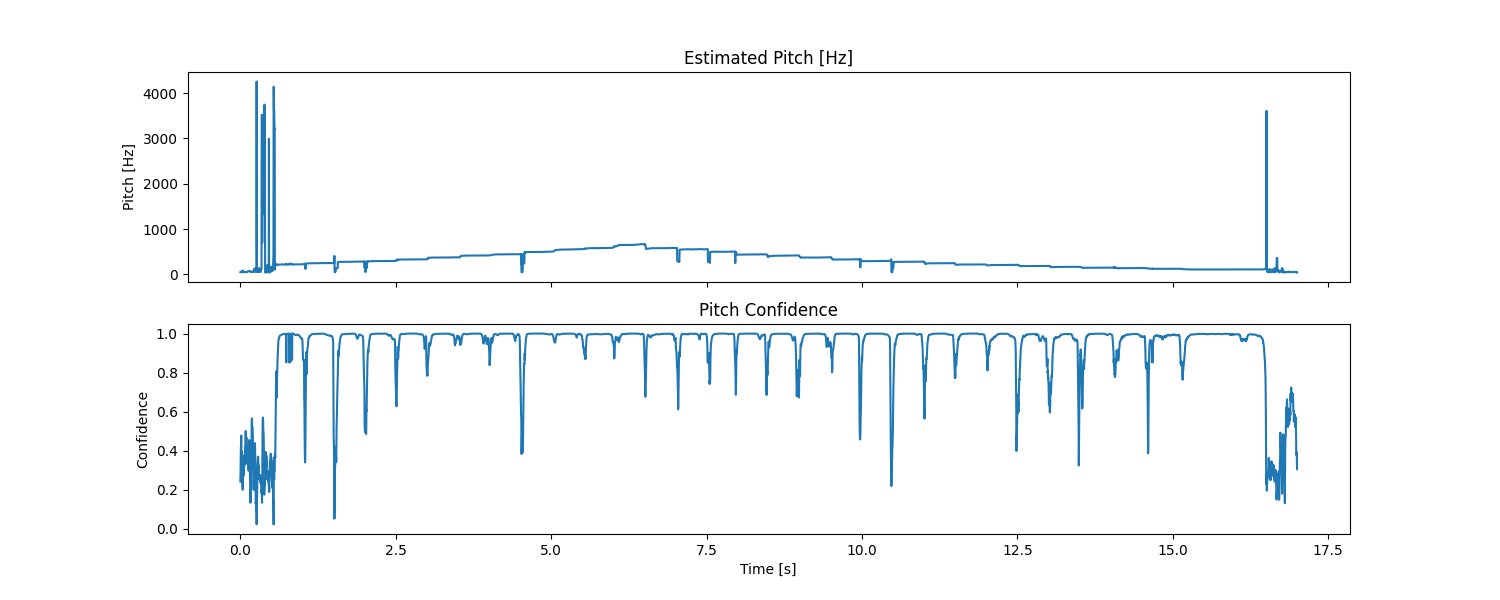 Estimated Pitch [Hz]
Pitch [Hz]
4000
3000
2000
1000
0
Pitch Confidence
Confidence
1.0
0.8
0.6
0.4
0.2
0.0
0.0 2.5 5.0 7.5 10.0 12.5 15.0 17.5
Time [s]